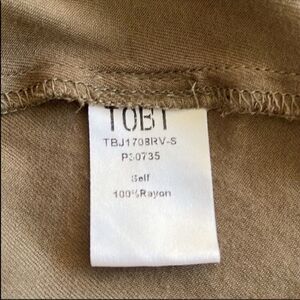 TOBI
TBJ1708RV-S
P30735
Self
100%Rayon